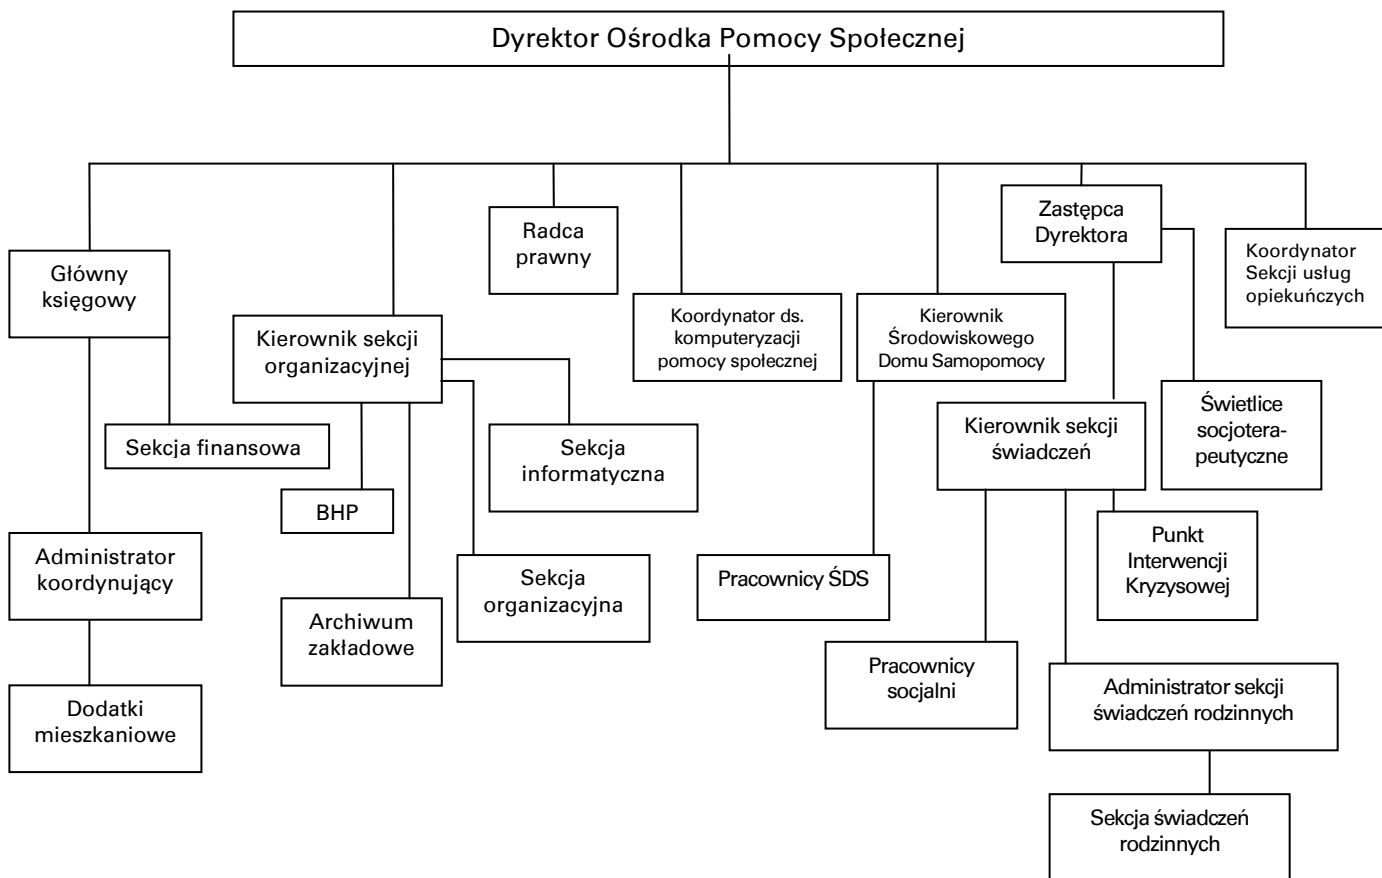 Dyrektor Ośrodka Pomocy Społecznej
Główny
księgowy
Kierownik sekcji
organizacyjnej
Radca
prawny
Koordynator ds.
komputeryzacji
pomocy społecznej
Kierownik
Środowiskowego
Domu Samopomocy
Zastępca
Dyrektora
Koordynator
Sekcji usług
opiekuńczych
Sekcja finansowa
BHP
Sekcja
informatyczna
Kierownik sekcji
świadczeń
Świetlice
socjotera-
peutyczne
Administrator
koordynujący
Archiwum
zakładowe
Sekcja
organizacyjna
Pracownicy ŚDS
Punkt
Interwencji
Kryzysowej
Dodatki
mieszkaniowe
Pracownicy
socjalni
Administrator sekcji
świadczeń rodzinnych
Sekcja świadczeń
rodzinnych